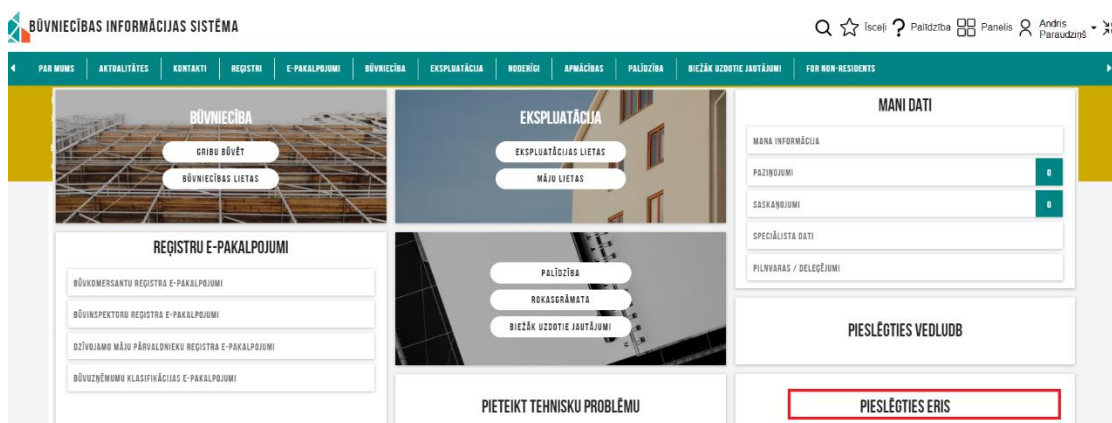 BŪVNIECĪBAS INFORMĀCIJAS SISTĒMA
Īsceļi Palīdzība Panelis Andris Paraudziņš
PAR MUMS AKTUALITĀTES KONTAKTI REĢISTRI E-PAKALPOJUMI BŪVNIECĪBA EKSPLUATĀCIJA NODERĪGI APMĀCĪBAS PALĪDZĪBA BIEŽĀK UZDOTIE JAUTĀJUMI FOR NON-RESIDENTS
BŪVNIECĪBA
GRIBU BŪVĒT
BŪVNIECĪBAS LIETAS
EKSPLUATĀCIJA
EKSPLUATĀCIJAS LIETAS
MĀJU LIETAS
MANI DATI
MANA INFORMĀCIJA
PAZIŅOJUMI 0
SASKAŅOJUMI 0
SPECIĀLISTA DATI
PILNVARAS / DELEĢĒJUMI
REĢISTRU E-PAKALPOJUMI
BŪVKOMERSANTU REĢISTRA E-PAKALPOJUMI
BŪVINSPEKTORU REĢISTRA E-PAKALPOJUMI
DZĪVOJAMO MĀJU PĀRVALDNIEKU REĢISTRA E-PAKALPOJUMI
BŪVUZŅĒMUMU KLASIFIKĀCIJAS E-PAKALPOJUMI
PALĪDZĪBA
ROKASGRĀMATA
BIEŽĀK UZDOTIE JAUTĀJUMI
PIESLĒGTIES VEDLUDB
PIETEIKT TEHNISKU PROBLĒMU
PIESLĒGTIES ERIS